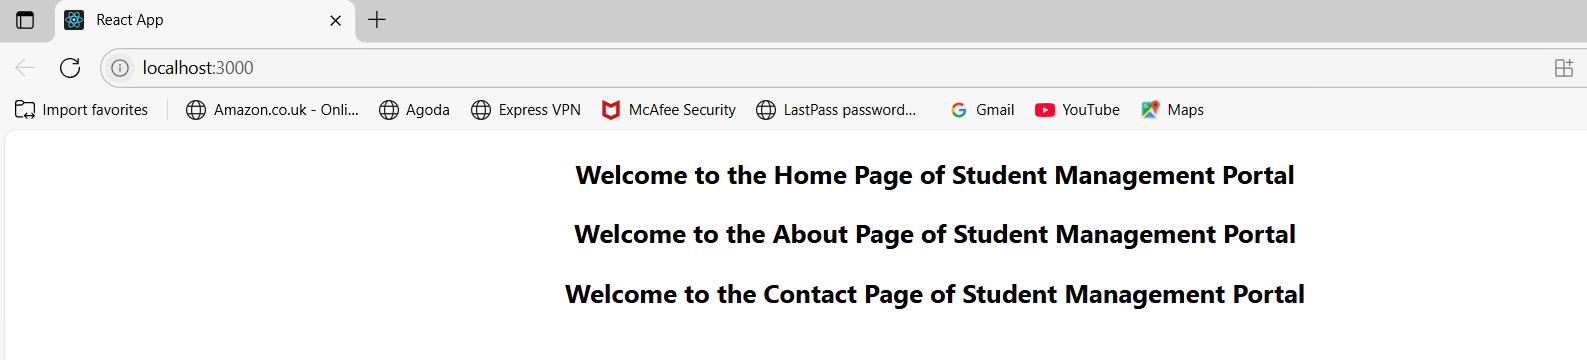 React App
localhost:3000
Import favorites Amazon.co.uk - Onli... Agoda Express VPN McAfee Security LastPass password... Gmail YouTube Maps
Welcome to the Home Page of Student Management Portal
Welcome to the About Page of Student Management Portal
Welcome to the Contact Page of Student Management Portal